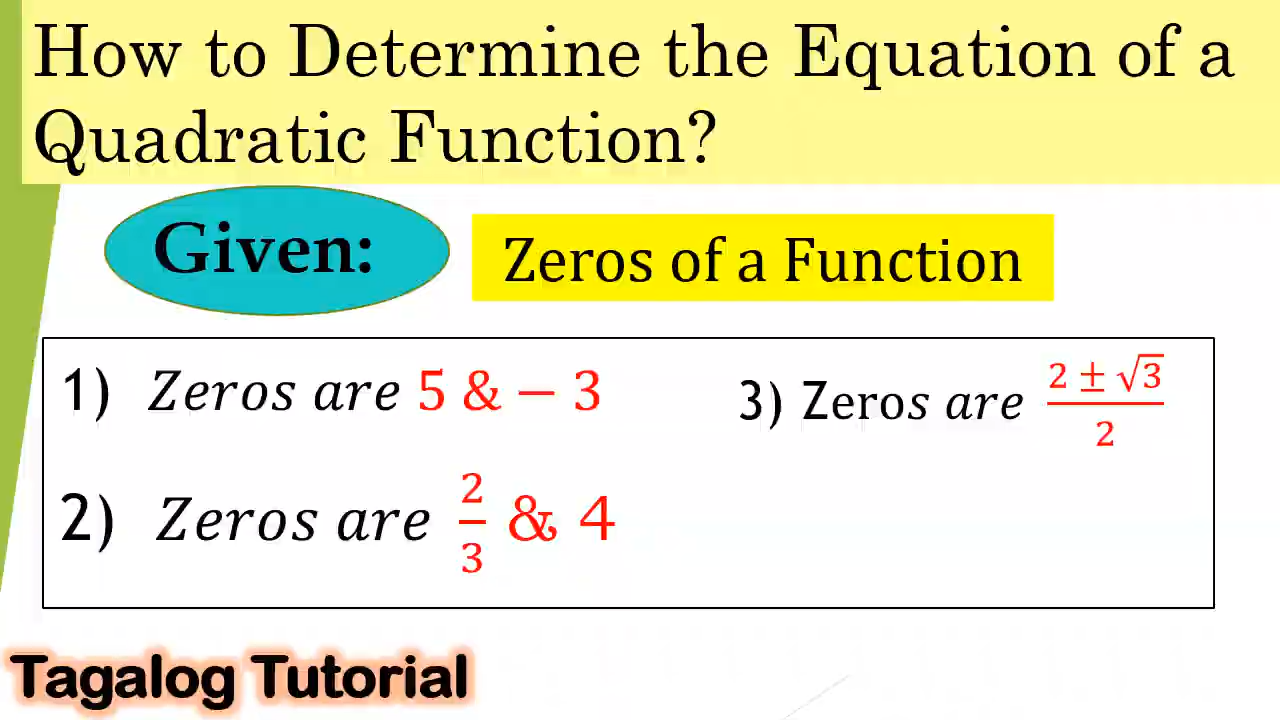 How to Determine the Equation of a
Quadratic Function?
Given:
Zeros of a Function
1) Zeros are 5 & − 3
2) Zeros are 2/3 & 4
3) Zeros are (2 ± √3)/2
Tagalog Tutorial